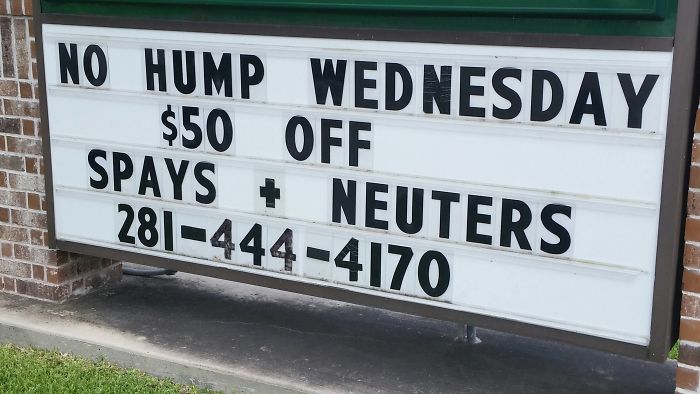 NO HUMP WEDNESDAY
$50 OFF
SPAYS + NEUTERS
281-444-4170